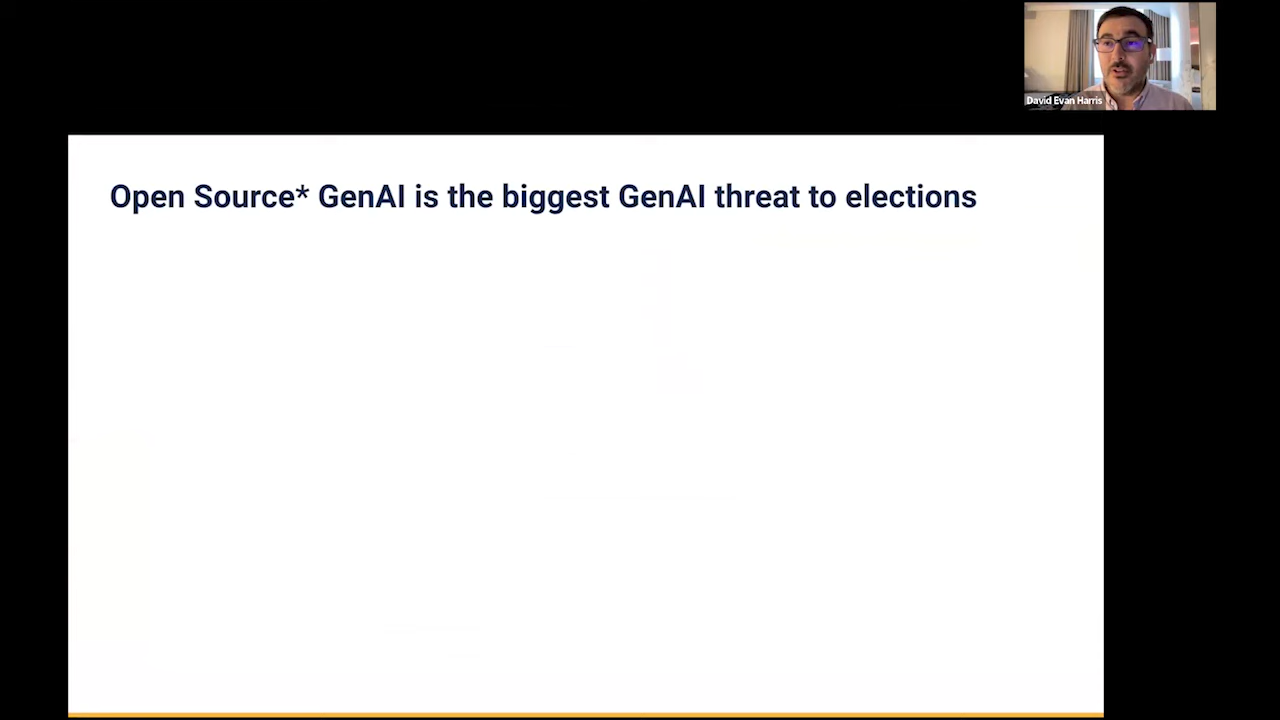 David Evan Harris
Open Source* GenAI is the biggest GenAI threat to elections